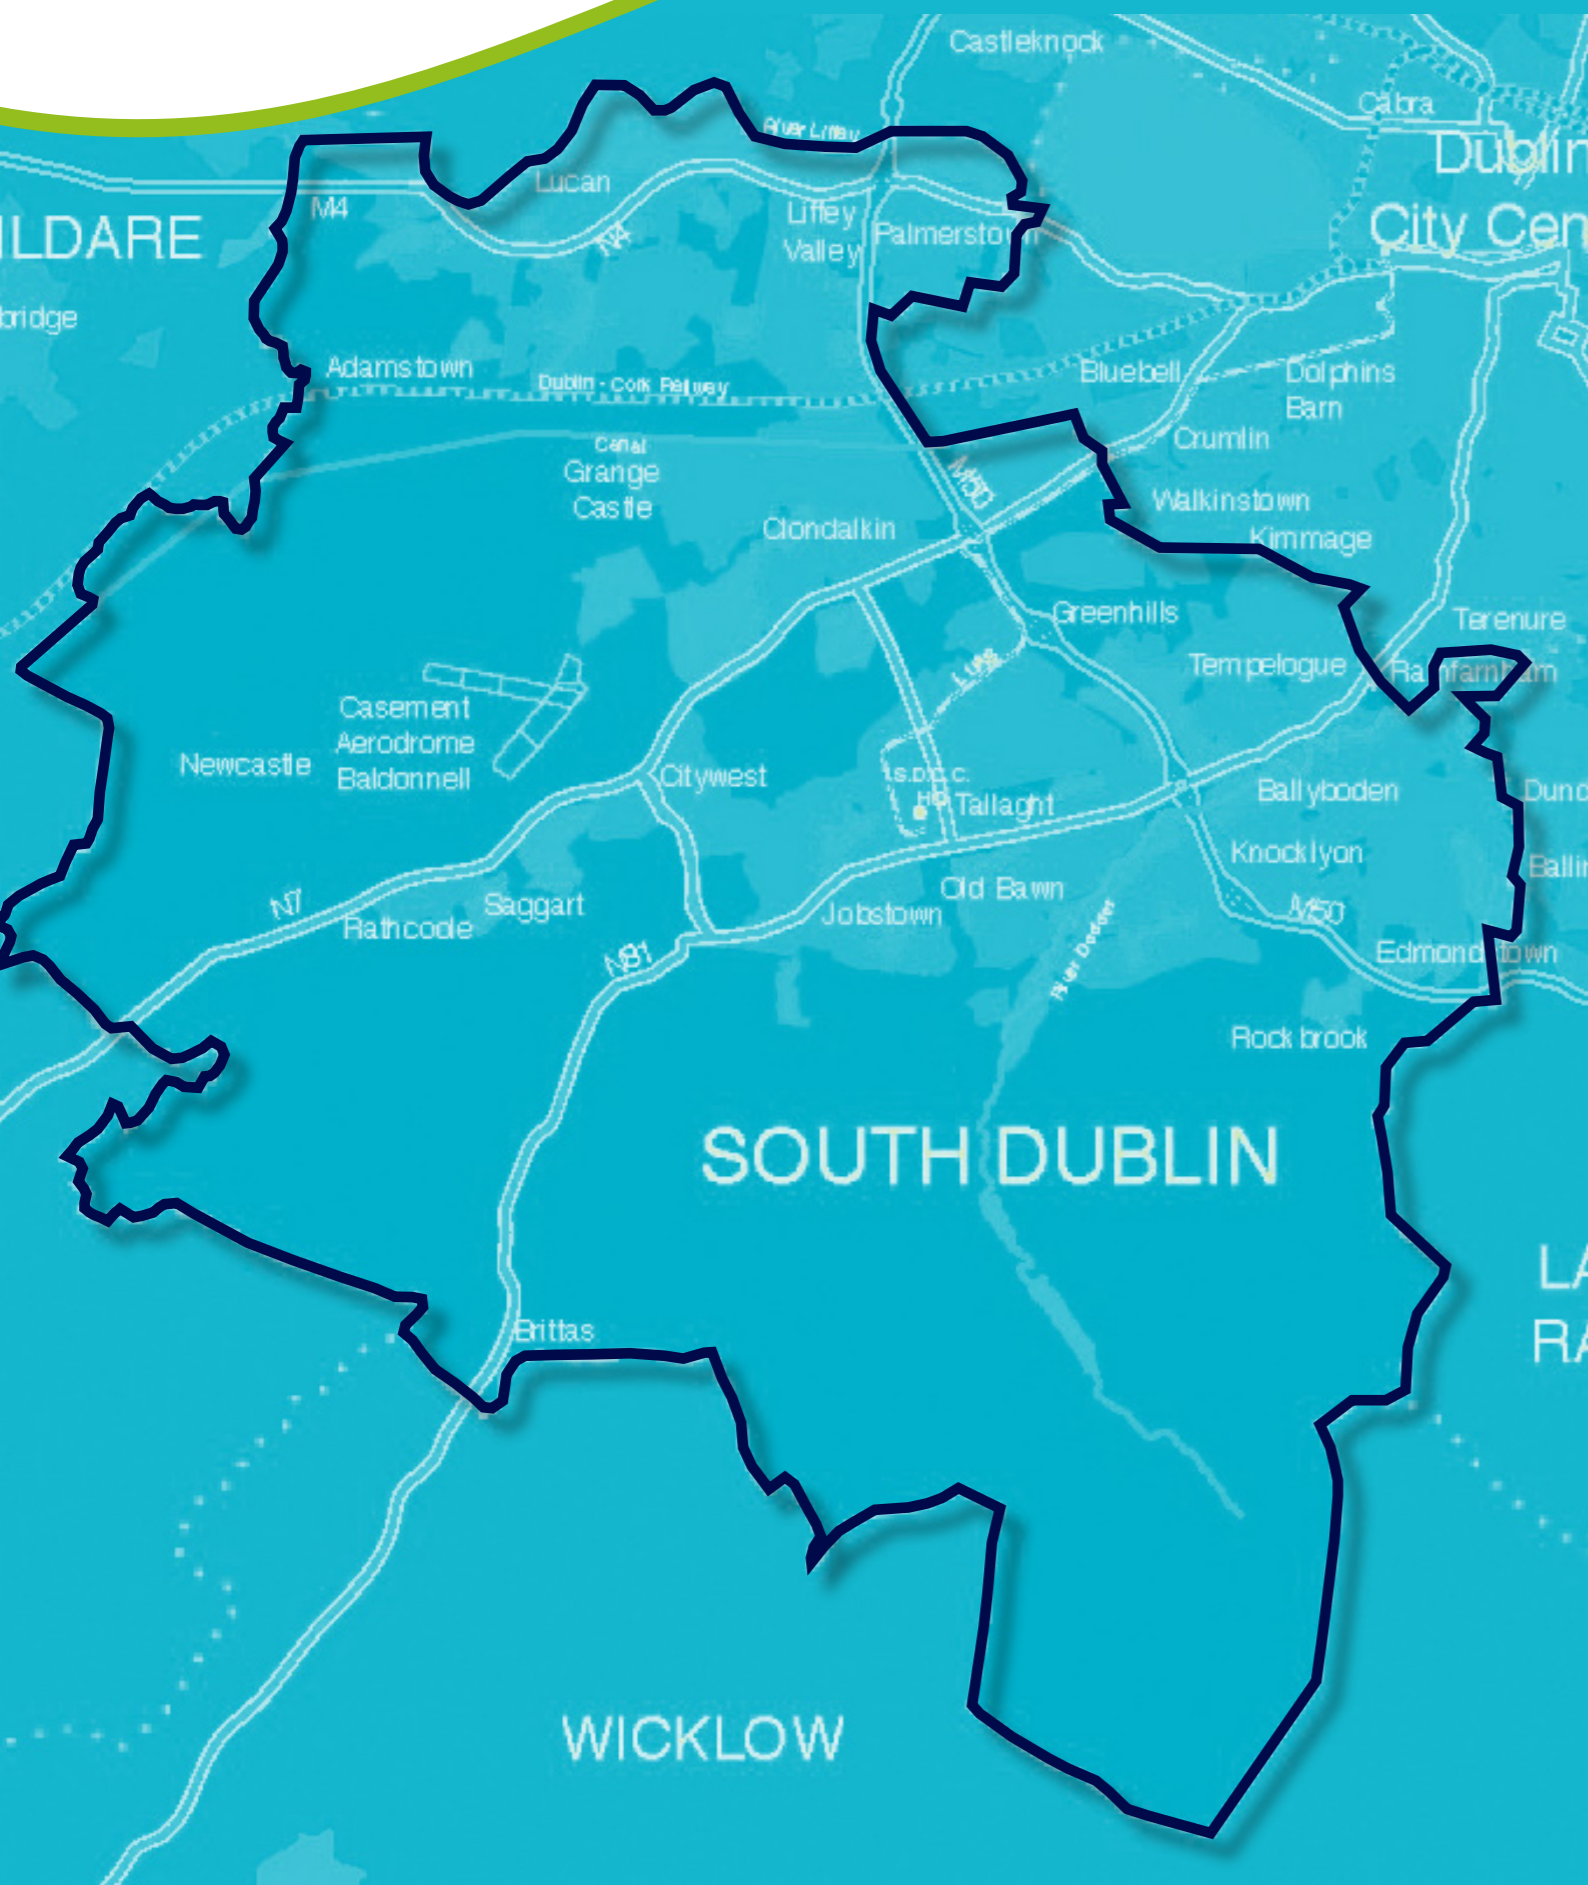 Castleknock
Cabra
River Liffey
Dublin
City Cen
Lucan
M4
N4
Liffey
Valley
Palmerstown
ILDARE
bridge
Adamstown
Dublin - Cork Railway
Bluebell
Dolphins
Barn
Crumlin
Canal
Grange
Castle
M50
Walkinstown
Clondalkin
Kimmage
Greenhills
Terenure
Tempelogue
Rathfarnham
LUAS
Casement
Aerodrome
Baldonnell
Newcastle
Citywest
S.D.C.C.
HQ
Tallaght
Ballyboden
Dund
Knocklyon
Ballin
Old Bawn
N7
Saggart
Rathcoole
Jobstown
M50
River Dodder
N81
Edmondstown
Rockbrook
SOUTH DUBLIN
LA
RA
Brittas
WICKLOW